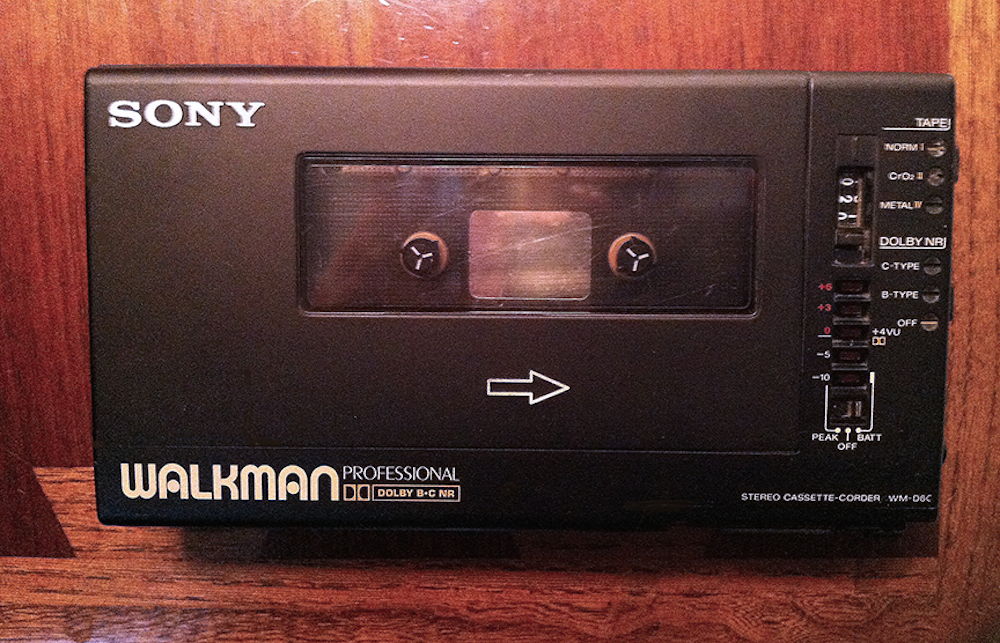 SONY
TAPE
NORM I
CrO₂ II
METAL IV
DOLBY NR
C-TYPE
B-TYPE
OFF
+6
+3
0
+4VU
-5
-10
PEAK
OFF
BATT
WALKMAN PROFESSIONAL
DOLBY B•C NR
STEREO CASSETTE-CORDER WM-D6C